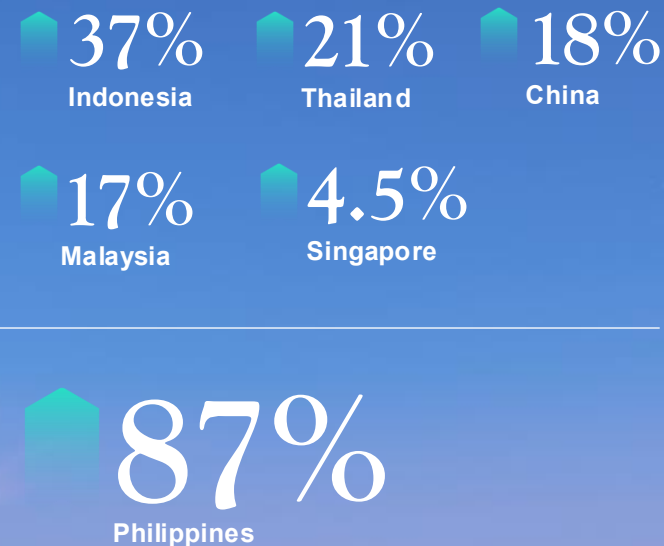 37% 21% 18%
Indonesia Thailand China
17% 4.5%
Malaysia Singapore
87%
Philippines